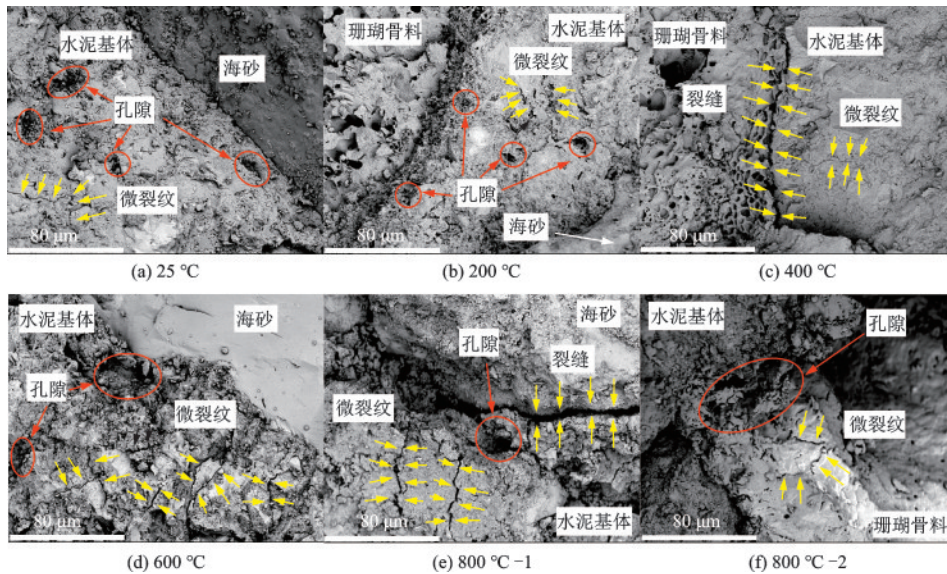 水泥基体
海砂
孔隙
微裂纹
80 μm
(a) 25 ℃
珊瑚骨料
水泥基体
微裂纹
孔隙
海砂
80 μm
(b) 200 ℃
珊瑚骨料
水泥基体
裂缝
微裂纹
80 μm
(c) 400 ℃
水泥基体
海砂
孔隙
微裂纹
80 μm
(d) 600 ℃
海砂
孔隙
裂缝
微裂纹
80 μm
水泥基体
(e) 800 ℃ −1
水泥基体
孔隙
微裂纹
80 μm
珊瑚骨料
(f) 800 ℃ −2